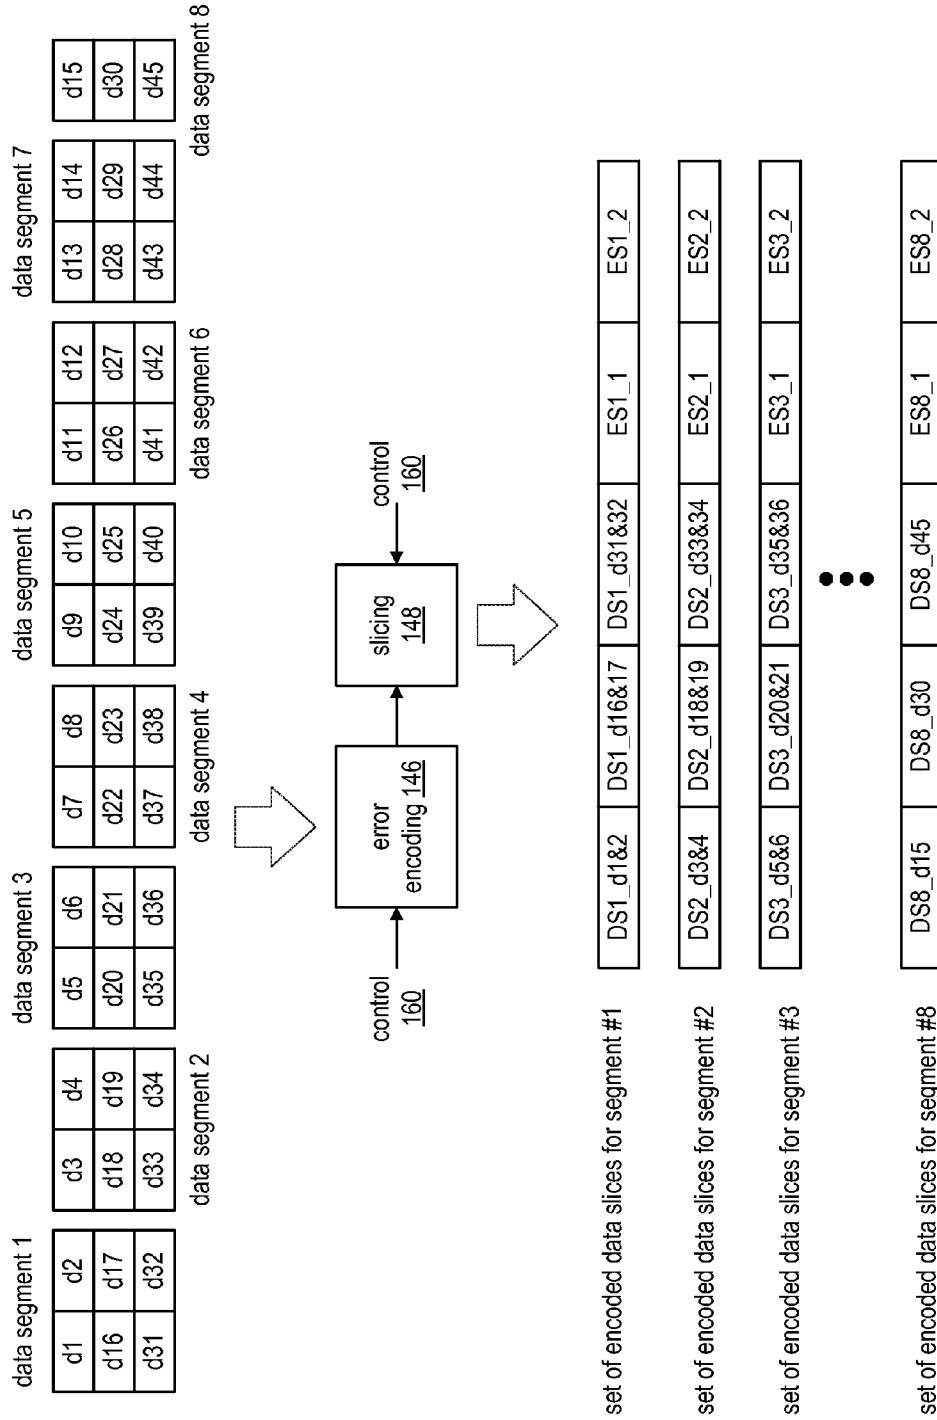 data segment 1
d1 d2
d16 d17
d31 d32
d3 d4
d18 d19
d33 d34
data segment 2
data segment 3
d5 d6
d20 d21
d35 d36
d7 d8
d22 d23
d37 d38
data segment 4
data segment 5
d9 d10
d24 d25
d39 d40
d11 d12
d26 d27
d41 d42
data segment 6
data segment 7
d13 d14
d28 d29
d43 d44
d15
d30
d45
data segment 8
control
160
error
encoding 146
slicing
148
control
160
set of encoded data slices for segment #1
DS1_d1&2 DS1_d16&17 DS1_d31&32 ES1_1 ES1_2
set of encoded data slices for segment #2
DS2_d3&4 DS2_d18&19 DS2_d33&34 ES2_1 ES2_2
set of encoded data slices for segment #3
DS3_d5&6 DS3_d20&21 DS3_d35&36 ES3_1 ES3_2
set of encoded data slices for segment #8
DS8_d15 DS8_d30 DS8_d45 ES8_1 ES8_2